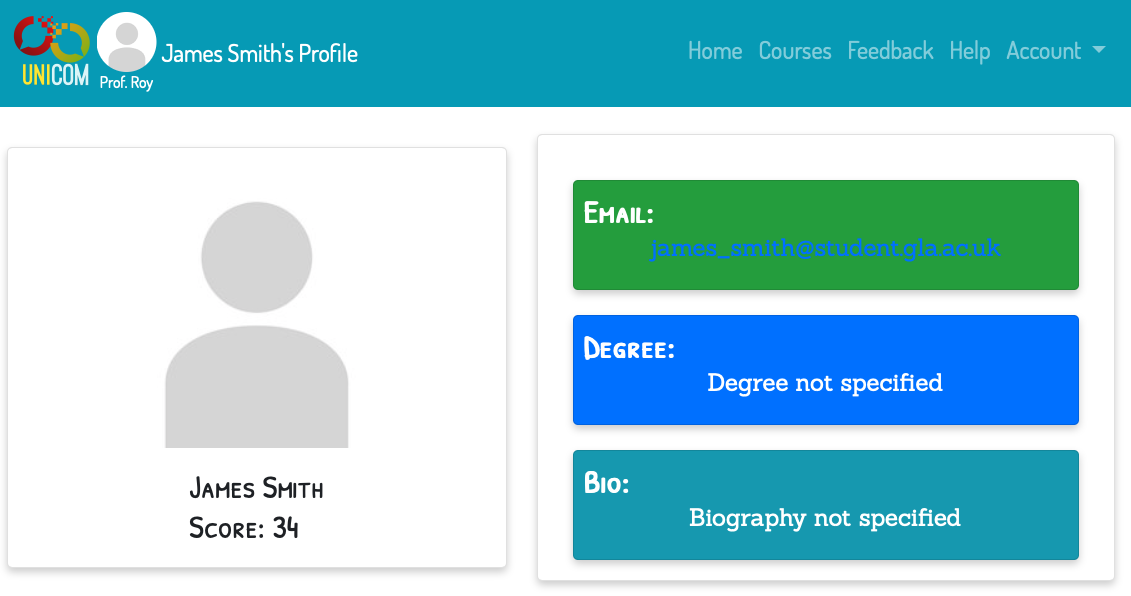 UNICOM
Prof. Roy
James Smith's Profile
Home Courses Feedback Help Account
James Smith
Score: 34
Email:
james_smith@student.gla.ac.uk
Degree:
Degree not specified
Bio:
Biography not specified